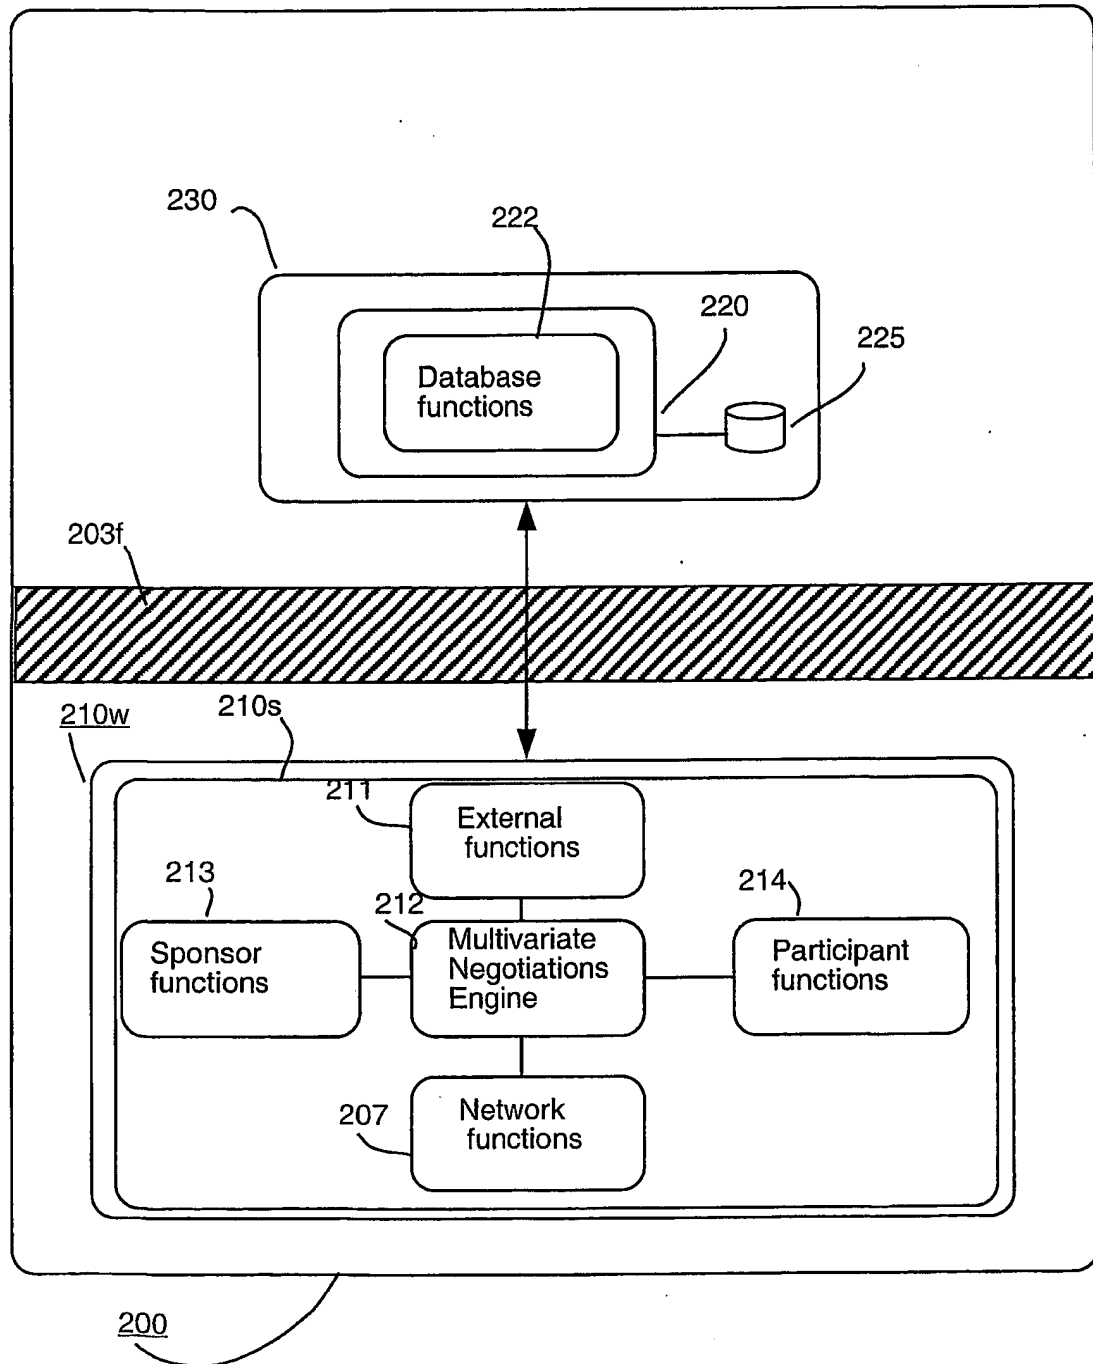 230
222
220
225
Database
functions
203f
210w
210s
211
External
functions
213
212
214
Sponsor
functions
Multivariate
Negotiations
Engine
Participant
functions
207
Network
functions
200